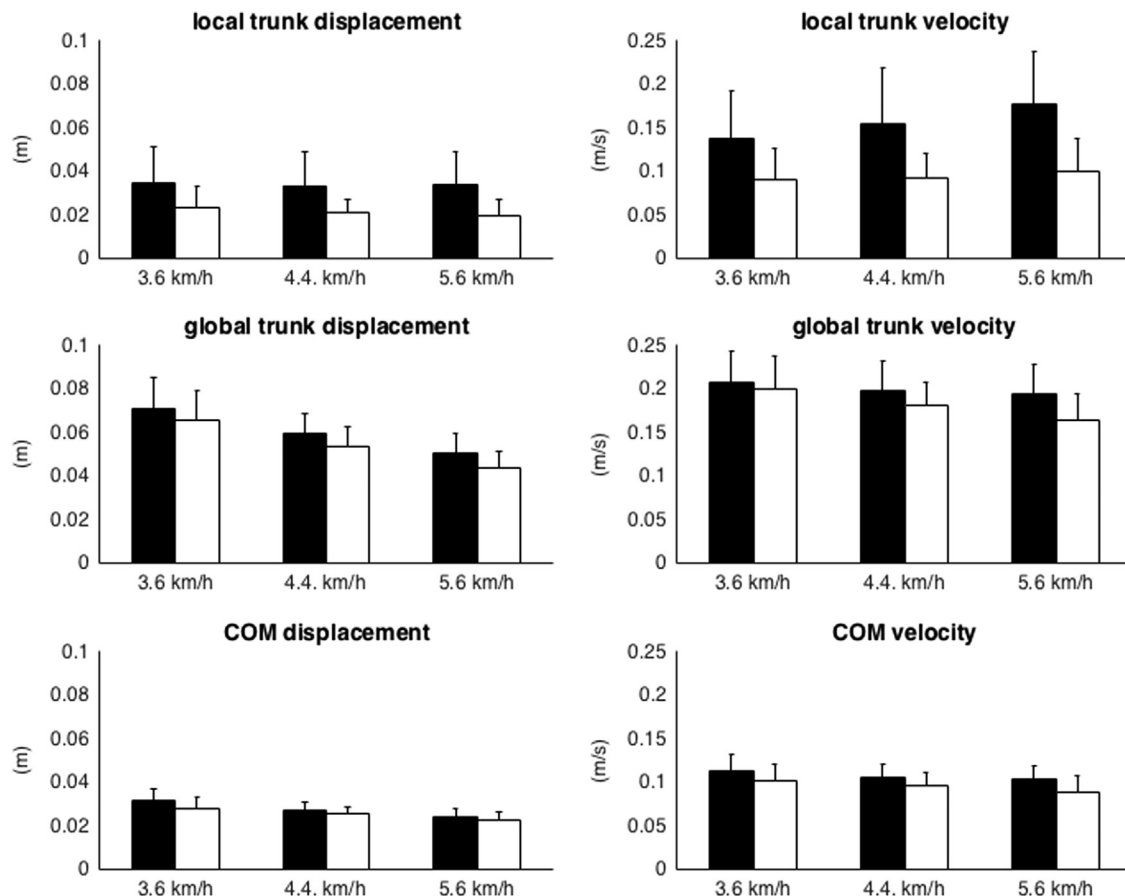 local trunk displacement
0.1
0.08
0.06
0.04
0.02
0
(m)
3.6 km/h 4.4. km/h 5.6 km/h
local trunk velocity
0.25
0.2
0.15
0.1
0.05
0
(m/s)
3.6 km/h 4.4. km/h 5.6 km/h
global trunk displacement
0.1
0.08
0.06
0.04
0.02
0
(m)
3.6 km/h 4.4. km/h 5.6 km/h
global trunk velocity
0.25
0.2
0.15
0.1
0.05
0
(m/s)
3.6 km/h 4.4. km/h 5.6 km/h
COM displacement
0.1
0.08
0.06
0.04
0.02
0
(m)
3.6 km/h 4.4. km/h 5.6 km/h
COM velocity
0.25
0.2
0.15
0.1
0.05
0
(m/s)
3.6 km/h 4.4. km/h 5.6 km/h